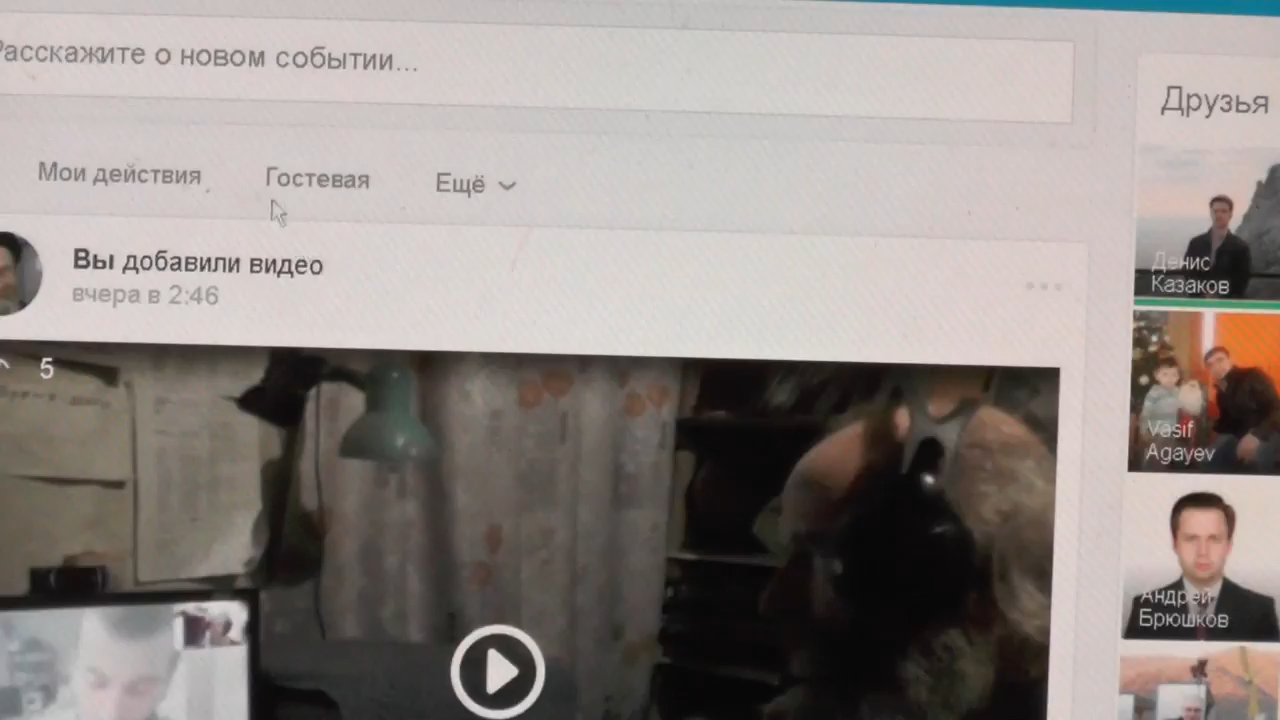 Расскажите о новом событии...
Друзья
Мои действия
Гостевая
Ещё
Вы добавили видео
вчера в 2:46
5
Денис
Казаков
Vasif
Agayev
Андрей
Брюшков